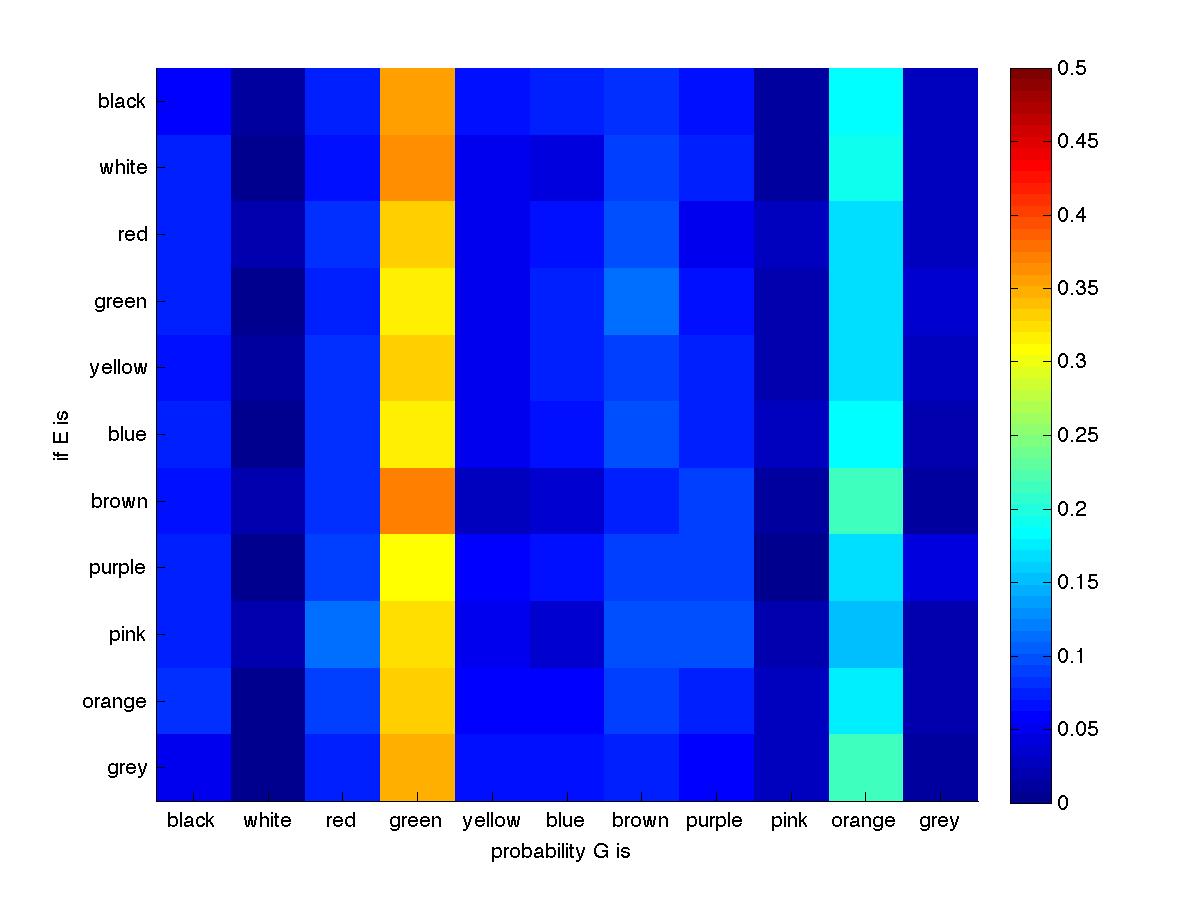 black
white
red
green
yellow
blue
brown
purple
pink
orange
grey
if E is
black white red green yellow blue brown purple pink orange grey
probability G is
0.5
0.45
0.4
0.35
0.3
0.25
0.2
0.15
0.1
0.05
0